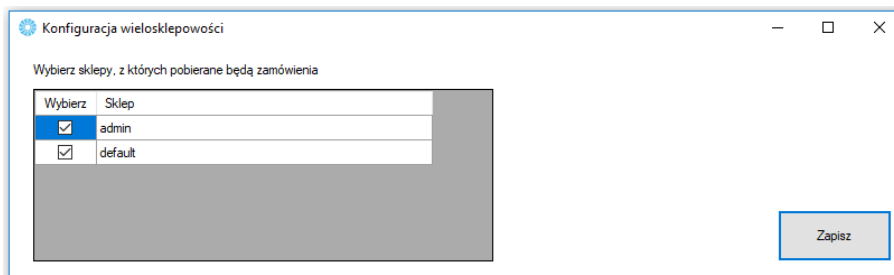 Konfiguracja wielosklepowości
Wybierz sklepy, z których pobierane będą zamówienia
Wybierz Sklep
admin
default
Zapisz